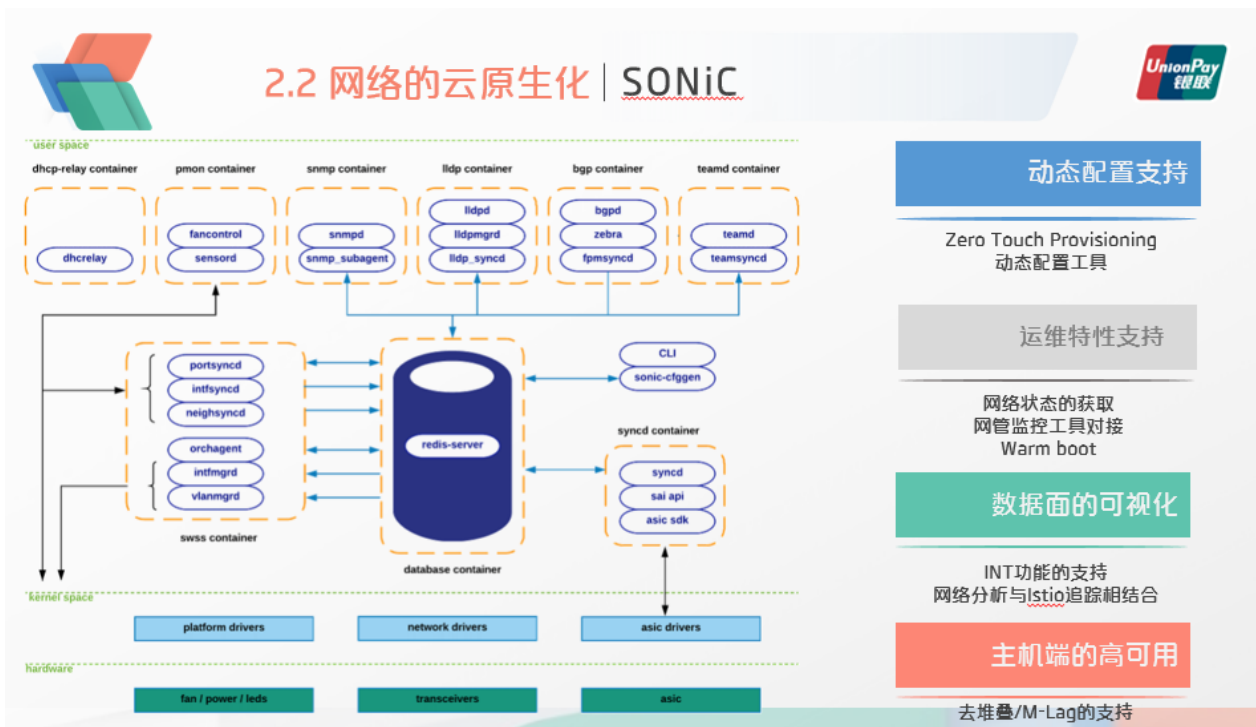 2.2 网络的云原生化 | SONiC
UnionPay
银联
user space
dhcp-relay container
pmon container
snmp container
lldp container
bgp container
teamd container
dhcrelay
fancontrol
sensord
snmpd
snmp_subagent
lldpd
lldpmgrd
lldp_syncd
bgpd
zebra
fpmsyncd
teamd
teamsyncd
portsyncd
intfsyncd
neighsyncd
orchagent
intfmgrd
vlanmgrd
swss container
redis-server
database container
CLI
sonic-cfggen
syncd container
syncd
sai api
asic sdk
kernel space
platform drivers
network drivers
asic drivers
hardware
fan / power / leds
transceivers
asic
动态配置支持
Zero Touch Provisioning
动态配置工具
运维特性支持
网络状态的获取
网管监控工具对接
Warm boot
数据面的可视化
INT功能的支持
网络分析与Istio追踪相结合
主机端的高可用
去堆叠/M-Lag的支持